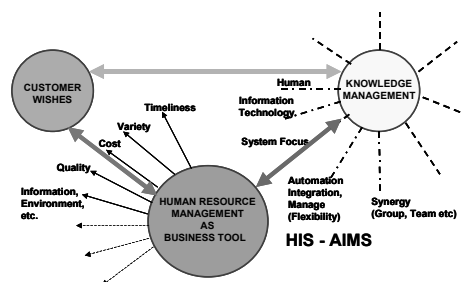 CUSTOMER
WISHES
KNOWLEDGE
MANAGEMENT
Human
Information
Technology
System Focus
Timeliness
Variety
Cost
Quality
Information,
Environment,
etc.
HUMAN RESOURCE
MANAGEMENT
AS
BUSINESS TOOL
Automation
Integration,
Manage
(Flexibility)
Synergy
(Group, Team etc)
HIS - AIMS